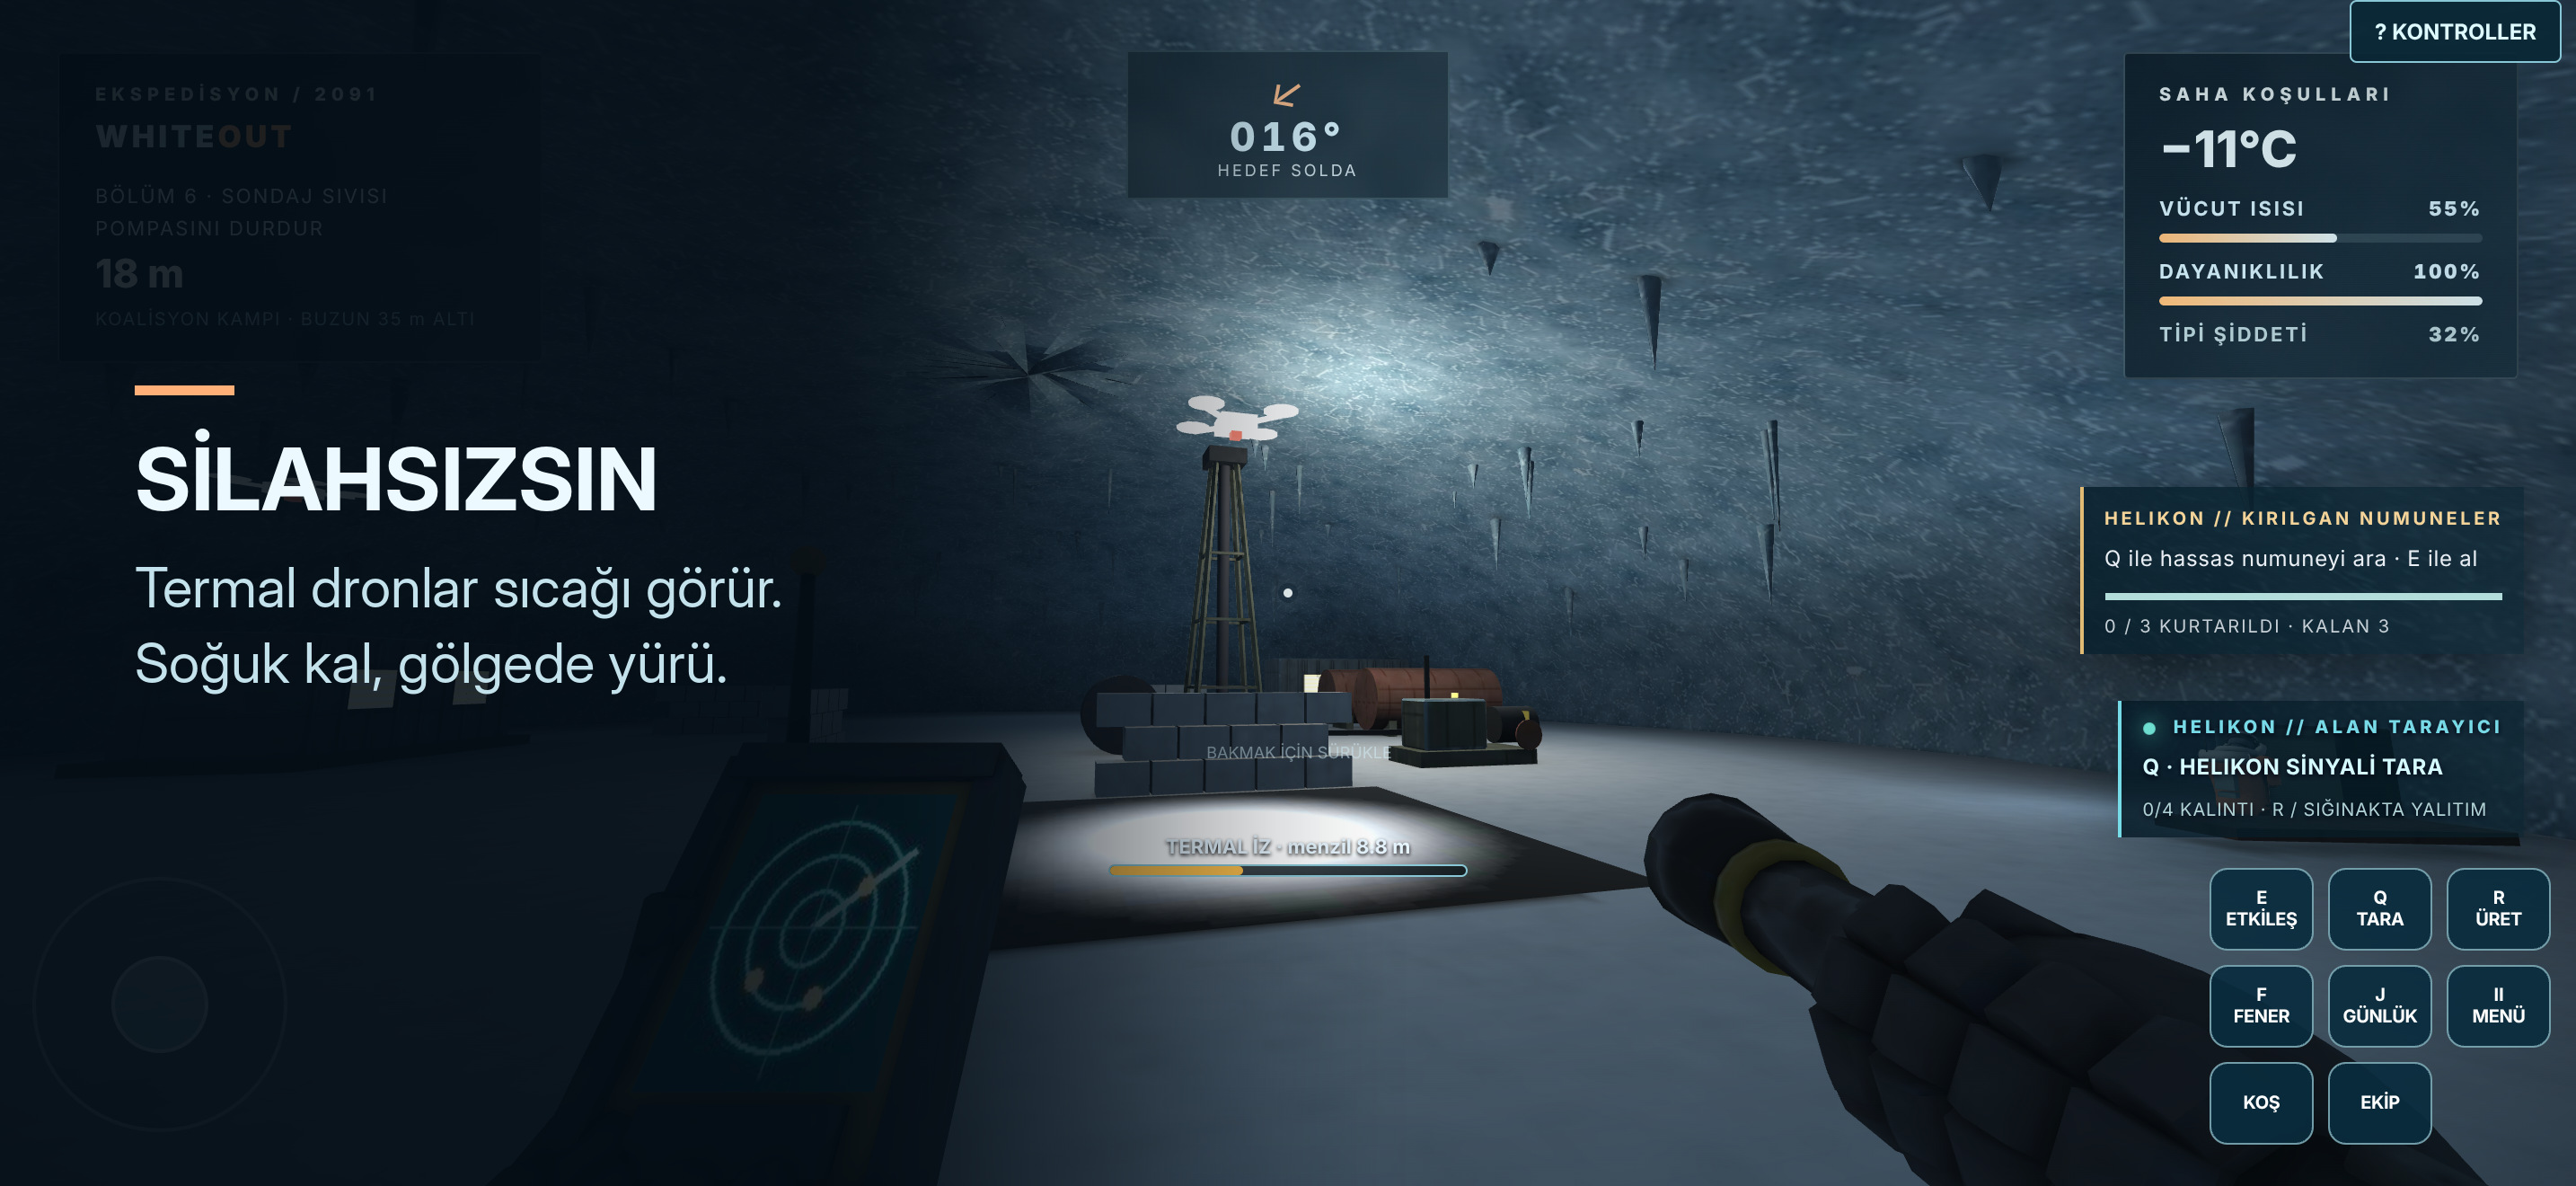 ? KONTROLLER
EKSPEDİSYON / 2091
WHITEOUT
BÖLÜM 6 · SONDAJ SIVISI
POMPASINI DURDUR
18 m
KOALİSYON KAMPI · BUZUN 35 m ALTI
016°
HEDEF SOLDA
SAHA KOŞULLARI
−11°C
VÜCUT ISISI 55%
DAYANIKLILIK 100%
TİPİ ŞİDDETİ 32%
SİLAHSIZSIN
Termal dronlar sıcağı görür.
Soğuk kal, gölgede yürü.
HELIKON // KIRILGAN NUMUNELER
Q ile hassas numuneyi ara · E ile al
0 / 3 KURTARILDI · KALAN 3
HELIKON // ALAN TARAYICI
Q · HELIKON SİNYALİ TARA
0/4 KALINTI · R / SIĞINAKTA YALITIM
BAKMAK İÇİN SÜRÜKLE
TERMAL İZ · menzil 8.8 m
E
ETKİLEŞ
Q
TARA
R
ÜRET
F
FENER
J
GÜNLÜK
II
MENÜ
KOŞ
EKİP